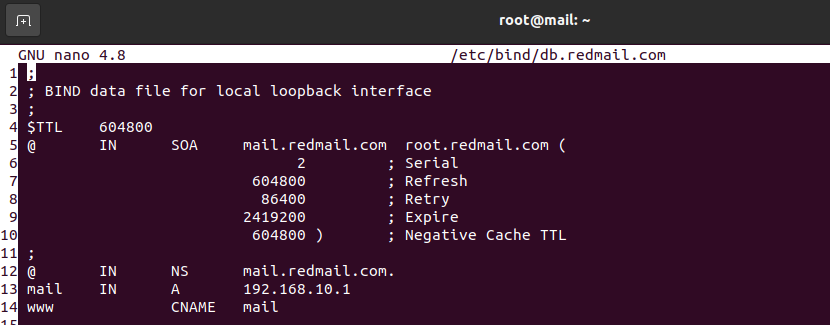 root@mail: ~
GNU nano 4.8 /etc/bind/db.redmail.com
1 ;
2 ; BIND data file for local loopback interface
3 ;
4 $TTL 604800
5 @ IN SOA mail.redmail.com root.redmail.com (
6 2 ; Serial
7 604800 ; Refresh
8 86400 ; Retry
9 2419200 ; Expire
10 604800 ) ; Negative Cache TTL
11 ;
12 @ IN NS mail.redmail.com.
13 mail IN A 192.168.10.1
14 www CNAME mail
15